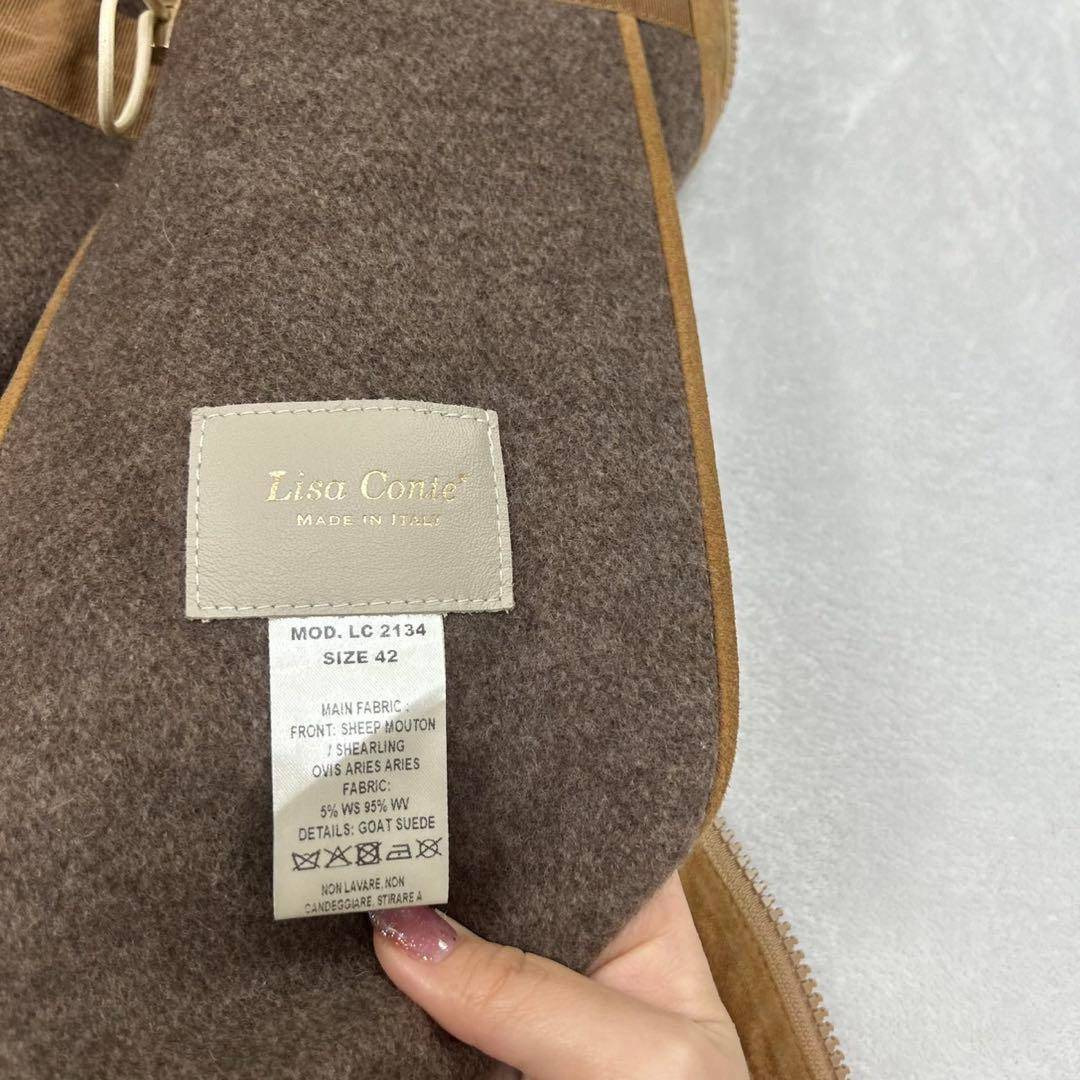 Lisa Conte
MADE IN ITALY
MOD. LC 2134
SIZE 42
MAIN FABRIC :
FRONT: SHEEP MOUTON
/ SHEARLING
OVIS ARIES ARIES
FABRIC:
5% WS 95% WV
DETAILS: GOAT SUEDE
NON LAVARE, NON
CANDEGGIARE, STIRARE A